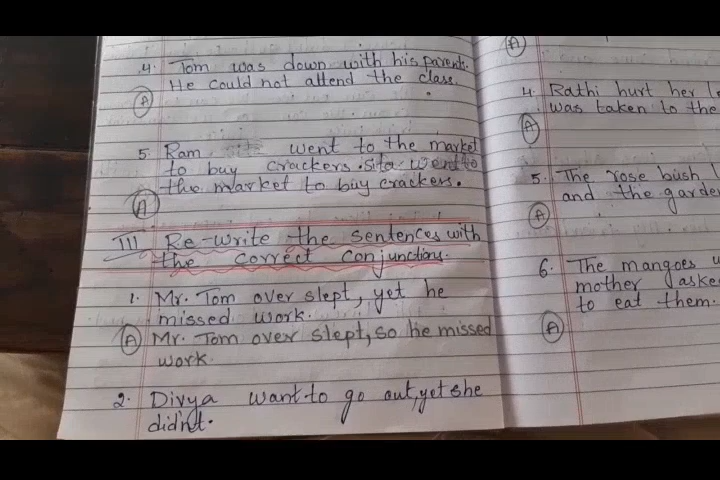 4. Tom was down with his parents.
He could not attend the class.
A
5. Ram went to the market
to buy crackers. Sita went to
the market to buy crackers.
A
III Re-write the sentences with
the correct conjunctions.
1. Mr. Tom over slept, yet he
missed work.
A Mr. Tom over slept, so he missed
work
2. Divya want to go out, yet she
didn't.
A
4. Rathi hurt her
was taken to the
A
5. The rose bush
and the garde
A
6. The mangoes
mother aske
to eat them.
A